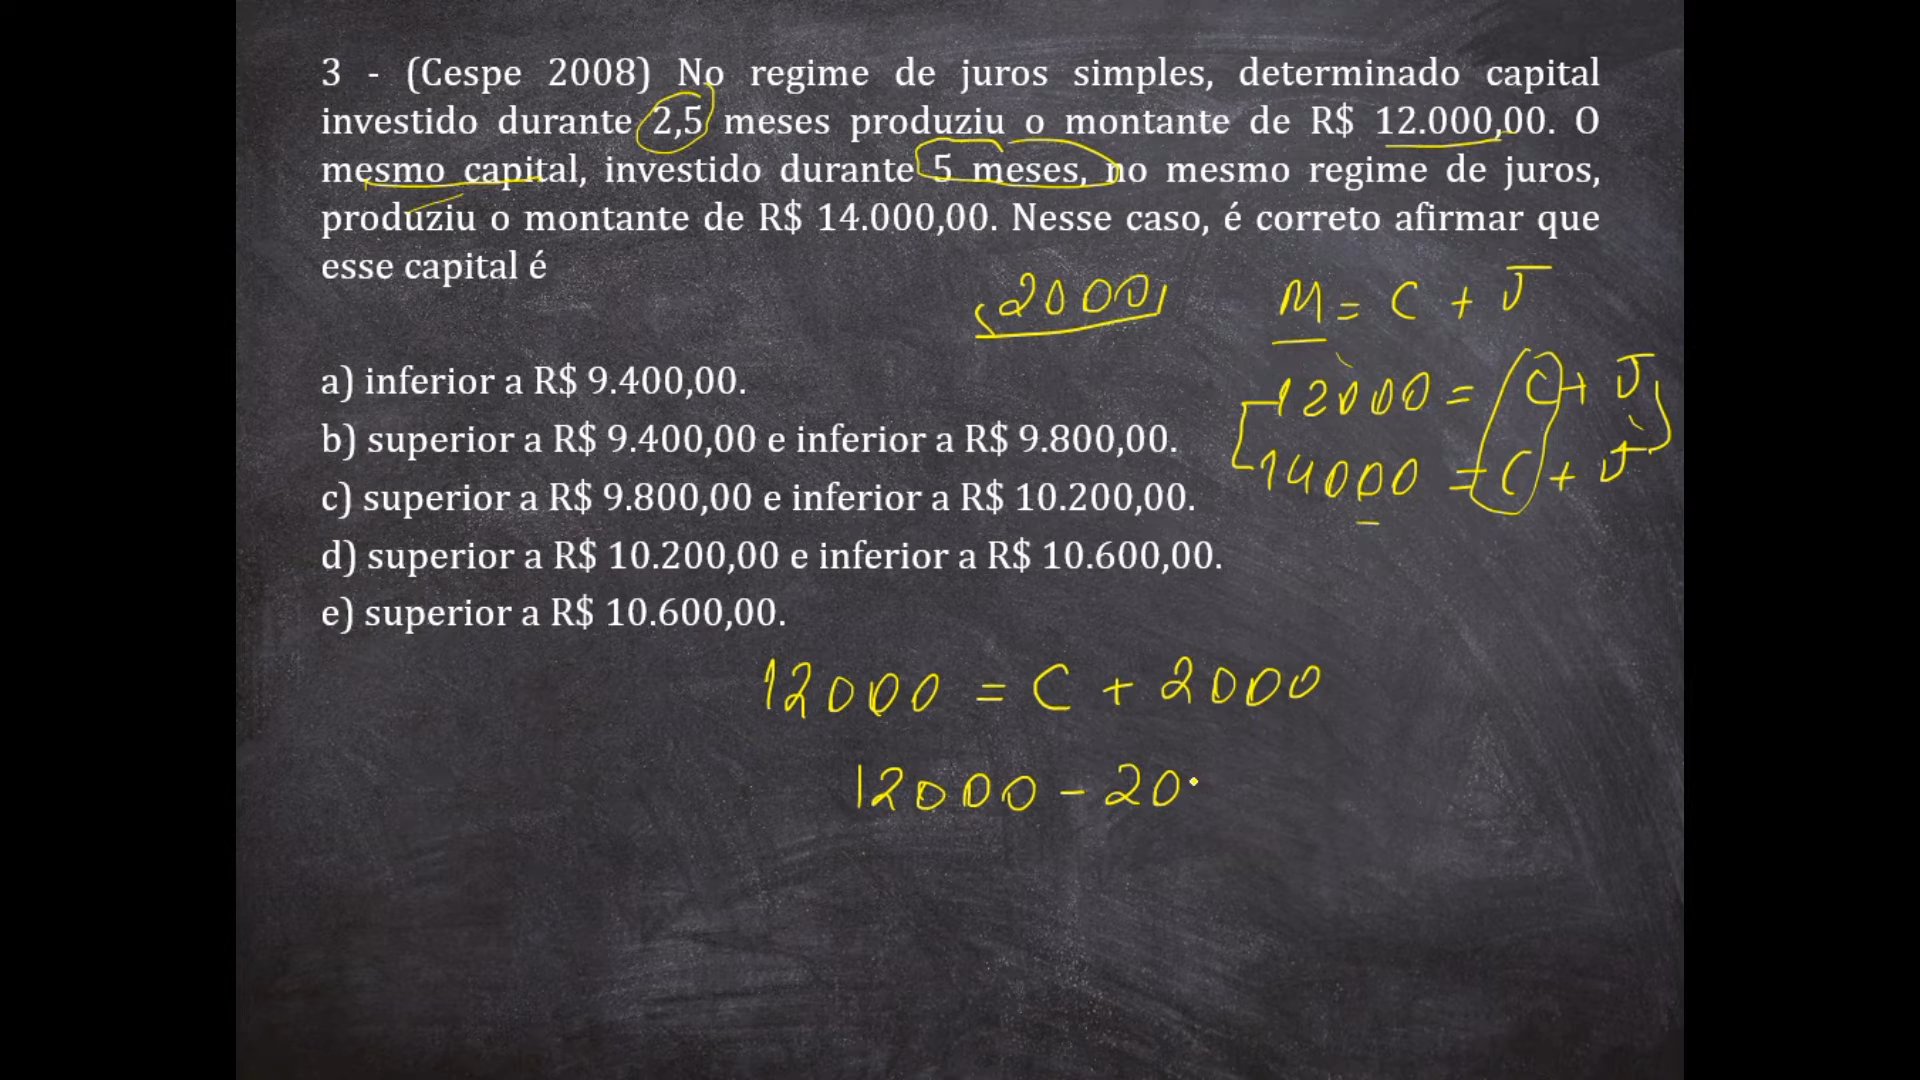 3 - (Cespe 2008) No regime de juros simples, determinado capital
investido durante 2,5 meses produziu o montante de R$ 12.000,00. O
mesmo capital, investido durante 5 meses, no mesmo regime de juros,
produziu o montante de R$ 14.000,00. Nesse caso, é correto afirmar que
esse capital é
2000
M = C + J
12000 = C + J
14000 = C + J
a) inferior a R$ 9.400,00.
b) superior a R$ 9.400,00 e inferior a R$ 9.800,00.
c) superior a R$ 9.800,00 e inferior a R$ 10.200,00.
d) superior a R$ 10.200,00 e inferior a R$ 10.600,00.
e) superior a R$ 10.600,00.
12000 = C + 2000
12000 - 20